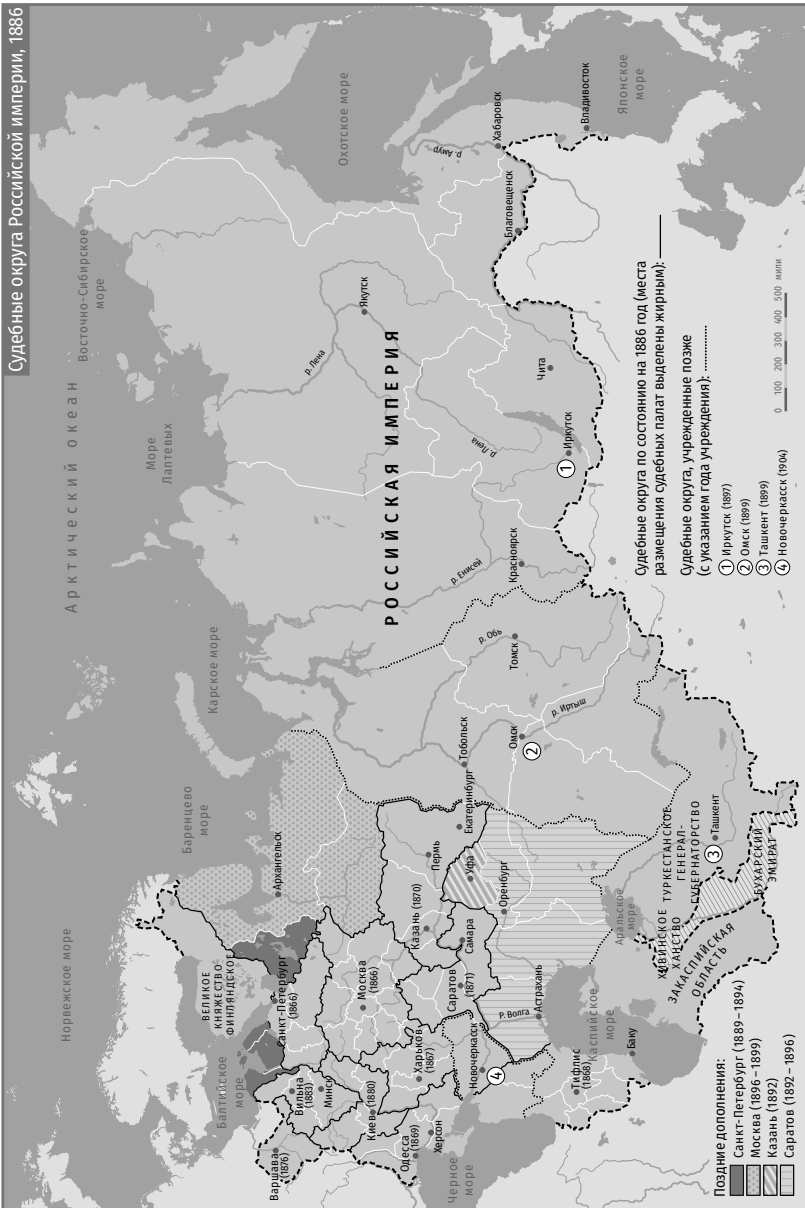 Судебные округа Российской империи, 1886
Арктический океан
Норвежское море
Баренцево
море
Карское море
Море
Лаптевых
Восточно-Сибирское
море
Охотское море
Японское
море
Балтийское
море
Черное
море
Каспийское
море
Аральское
море
РОССИЙСКАЯ ИМПЕРИЯ
ВЕЛИКОЕ
КНЯЖЕСТВО
ФИНЛЯНДСКОЕ
Санкт-Петербург
(1866)
Архангельск
Варшава
(1876)
Вильна
(1883)
Минск
Киев (1880)
Одесса
(1869)
Херсон
Харьков
(1867)
Москва
(1866)
Новочеркасск
4
Саратов
(1871)
Самара
Казань (1870)
Пермь
Екатеринбург
Уфа
Оренбург
Р. Волга
Астрахань
Тифлис
(1868)
Баку
Тобольск
Омск
2
р. Иртыш
р. Обь
Томск
р. Енисей
Красноярск
р. Лена
р. Лена
Якутск
1
Иркутск
Чита
Благовещенск
р. Амур
Хабаровск
Владивосток
ХИВИНСКОЕ
ХАНСТВО
ТУРКЕСТАНСКОЕ
ГЕНЕРАЛ-
ГУБЕРНАТОРСТВО
3
Ташкент
БУХАРСКИЙ
ЭМИРАТ
ЗАКАСПИЙСКАЯ
ОБЛАСТЬ
Поздние дополнения:
Санкт-Петербург (1889–1894)
Москва (1896–1899)
Казань (1892)
Саратов (1892–1896)
Судебные округа по состоянию на 1886 год (места
размещения судебных палат выделены жирным):
Судебные округа, учрежденные позже
(с указанием года учреждения):
1 Иркутск (1897)
2 Омск (1899)
3 Ташкент (1899)
4 Новочеркасск (1904)
0 100 200 300 400 500 мили